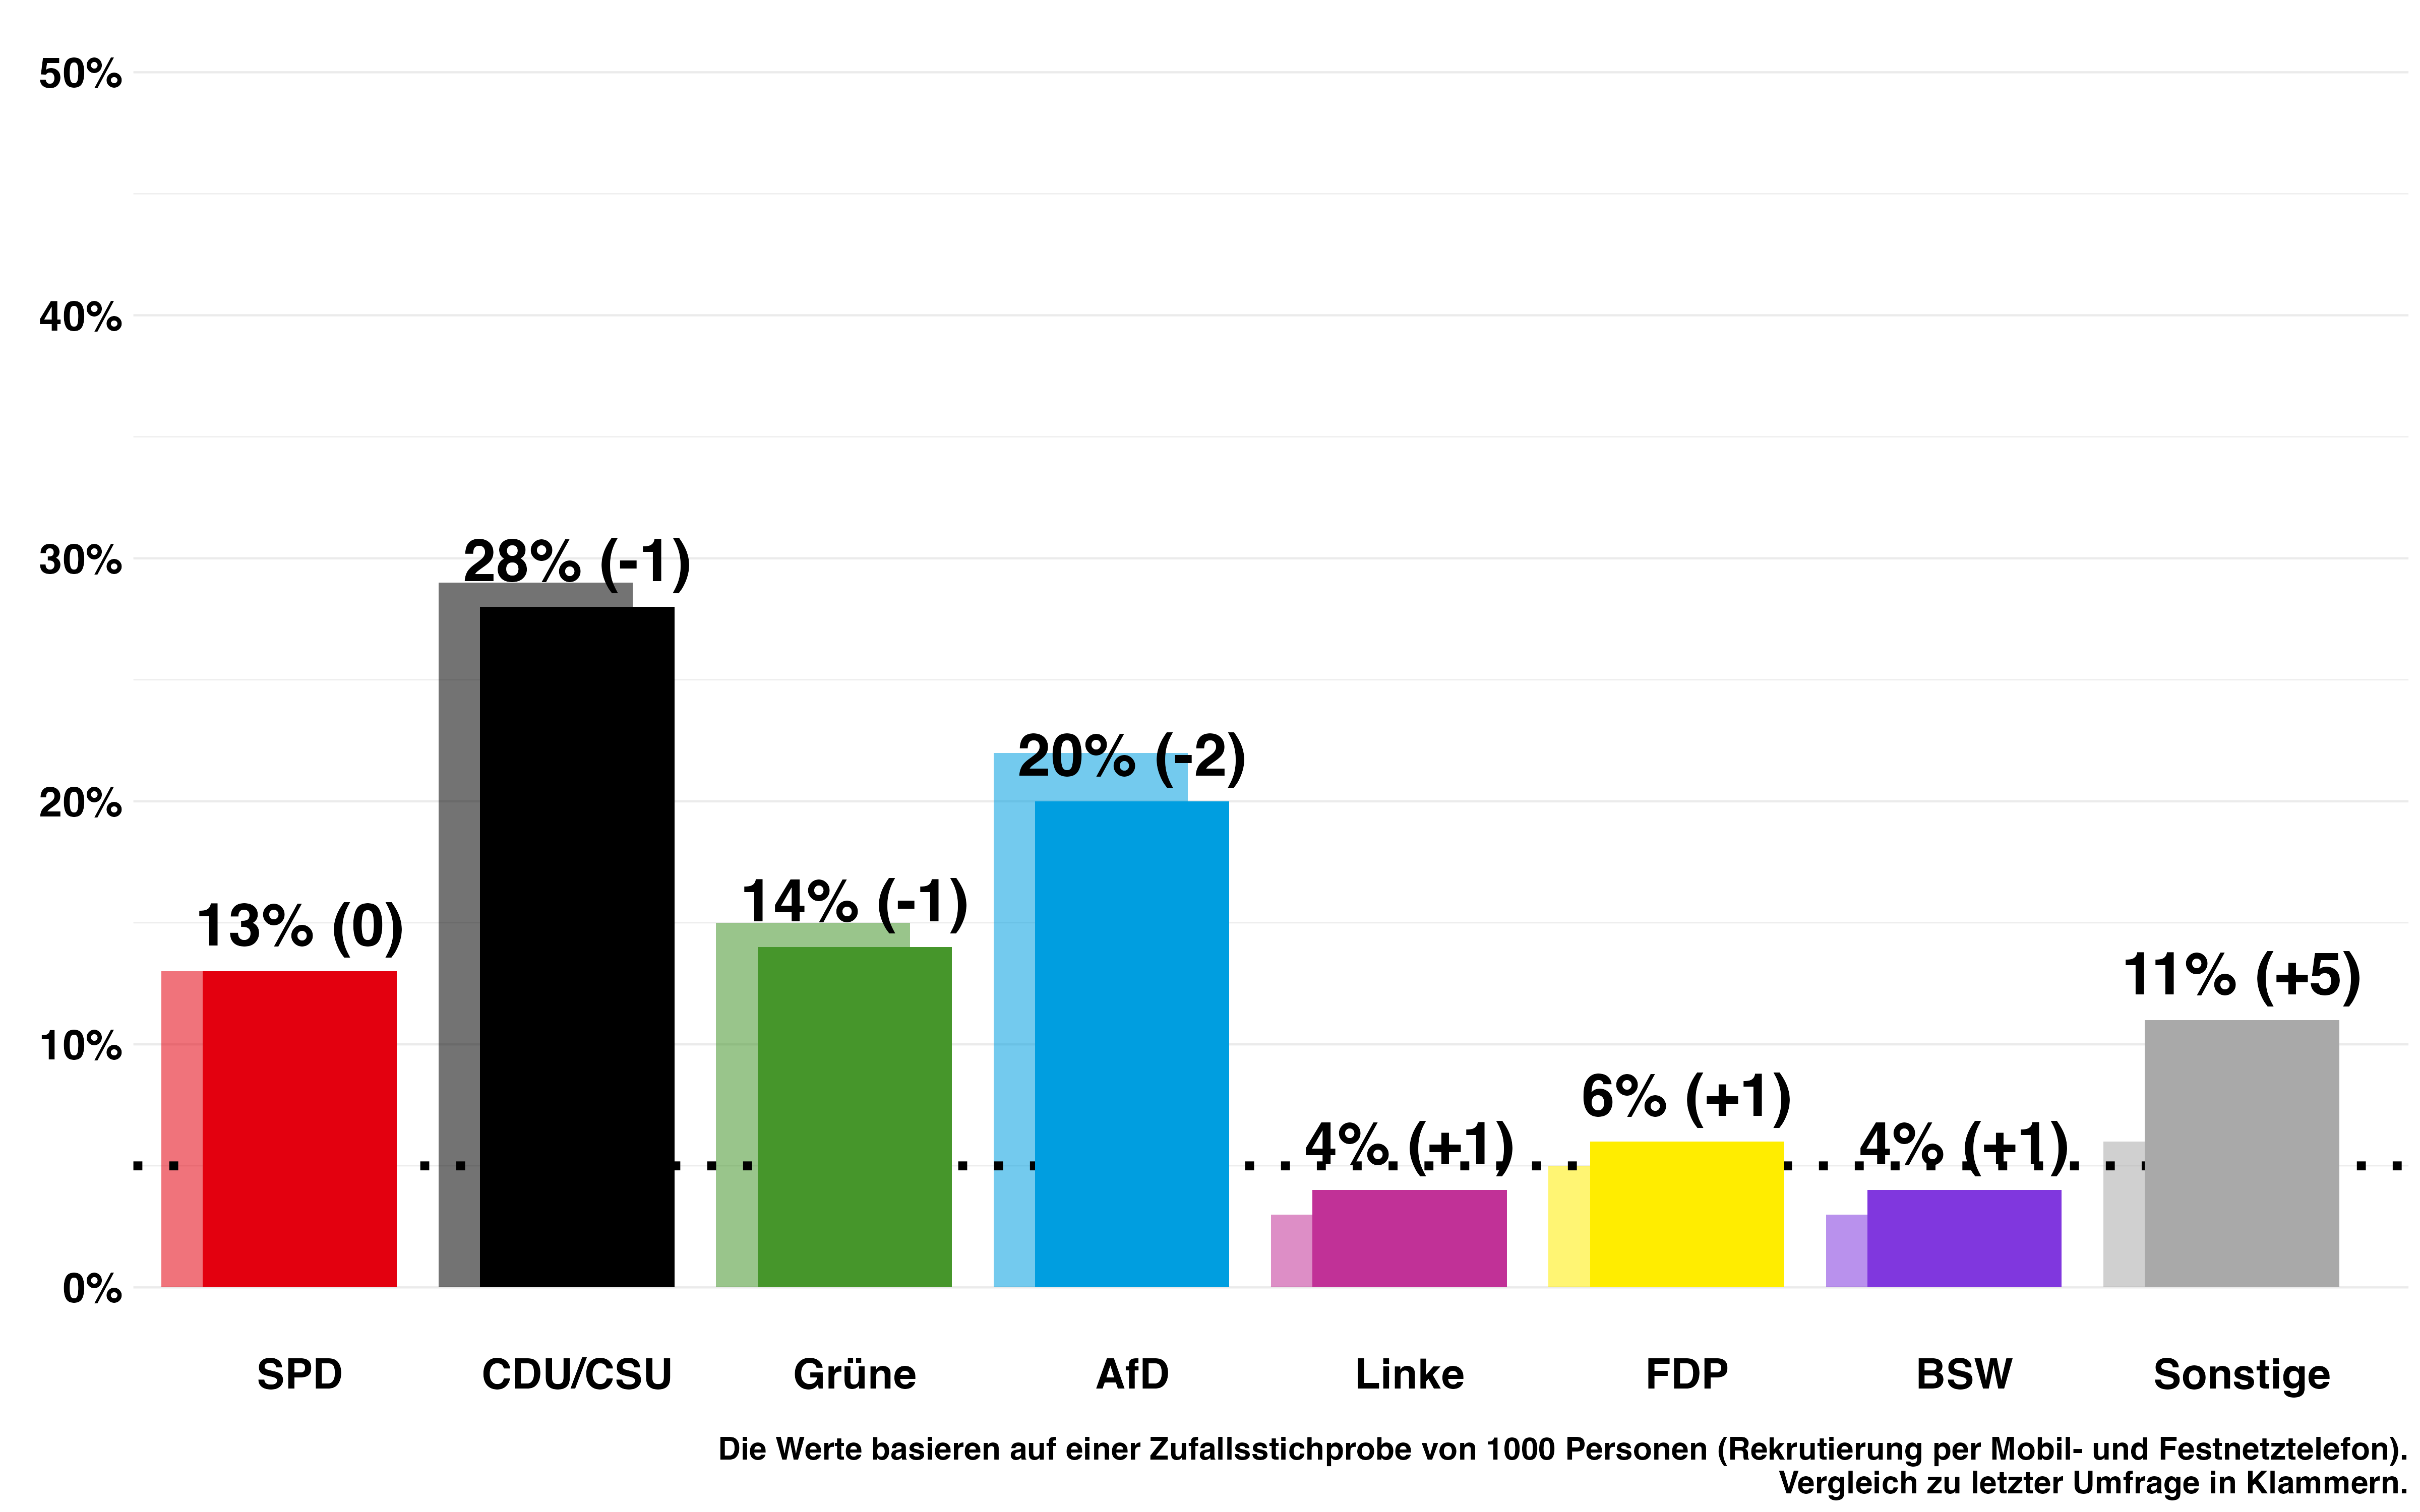 50%
40%
30%
20%
10%
0%
13% (0)
28% (-1)
14% (-1)
20% (-2)
4% (+1)
6% (+1)
4% (+1)
11% (+5)
SPD
CDU/CSU
Grüne
AfD
Linke
FDP
BSW
Sonstige
Die Werte basieren auf einer Zufallsstichprobe von 1000 Personen (Rekrutierung per Mobil- und Festnetztelefon).
Vergleich zu letzter Umfrage in Klammern.